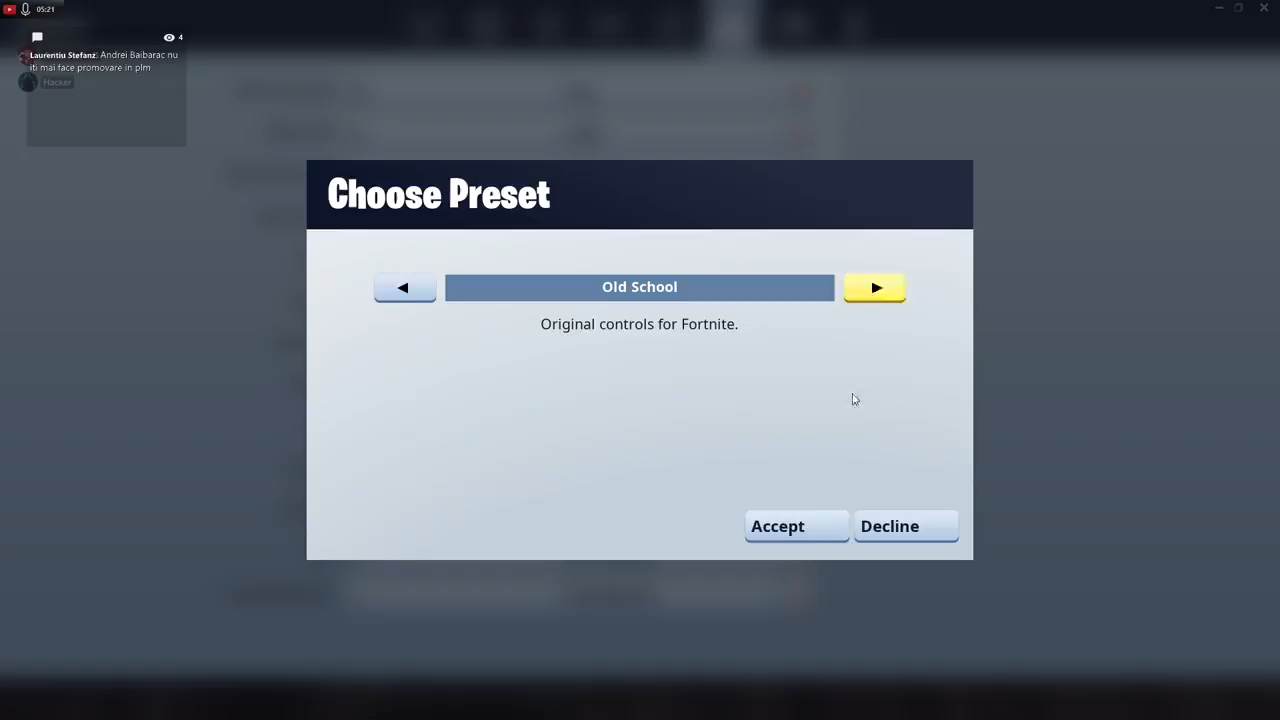 05:21
4
Laurentiu Stefanz: Andrei Baibarac nu
iti mai face promovare in plm
Hacker
Choose Preset
Old School
Original controls for Fortnite.
Accept
Decline